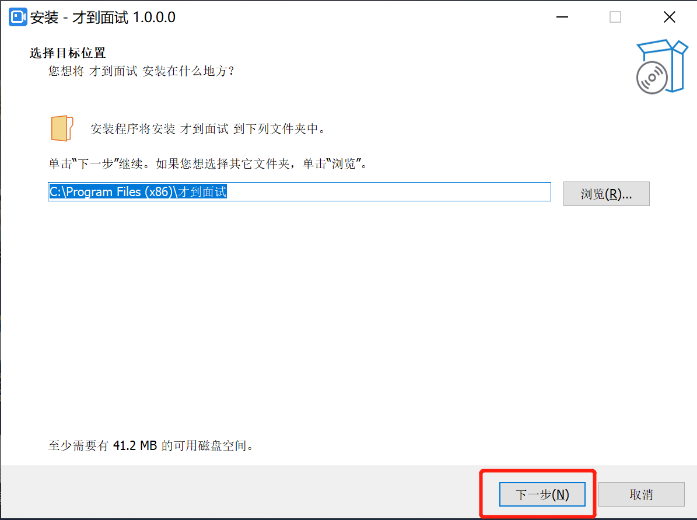 安装 - 才到面试 1.0.0.0
选择目标位置
您想将 才到面试 安装在什么地方？
安装程序将安装 才到面试 到下列文件夹中。
单击“下一步”继续。如果您想选择其它文件夹，单击“浏览”。
C:\Program Files (x86)\才到面试
浏览(R)...
至少需要有 41.2 MB 的可用磁盘空间。
下一步(N)
取消